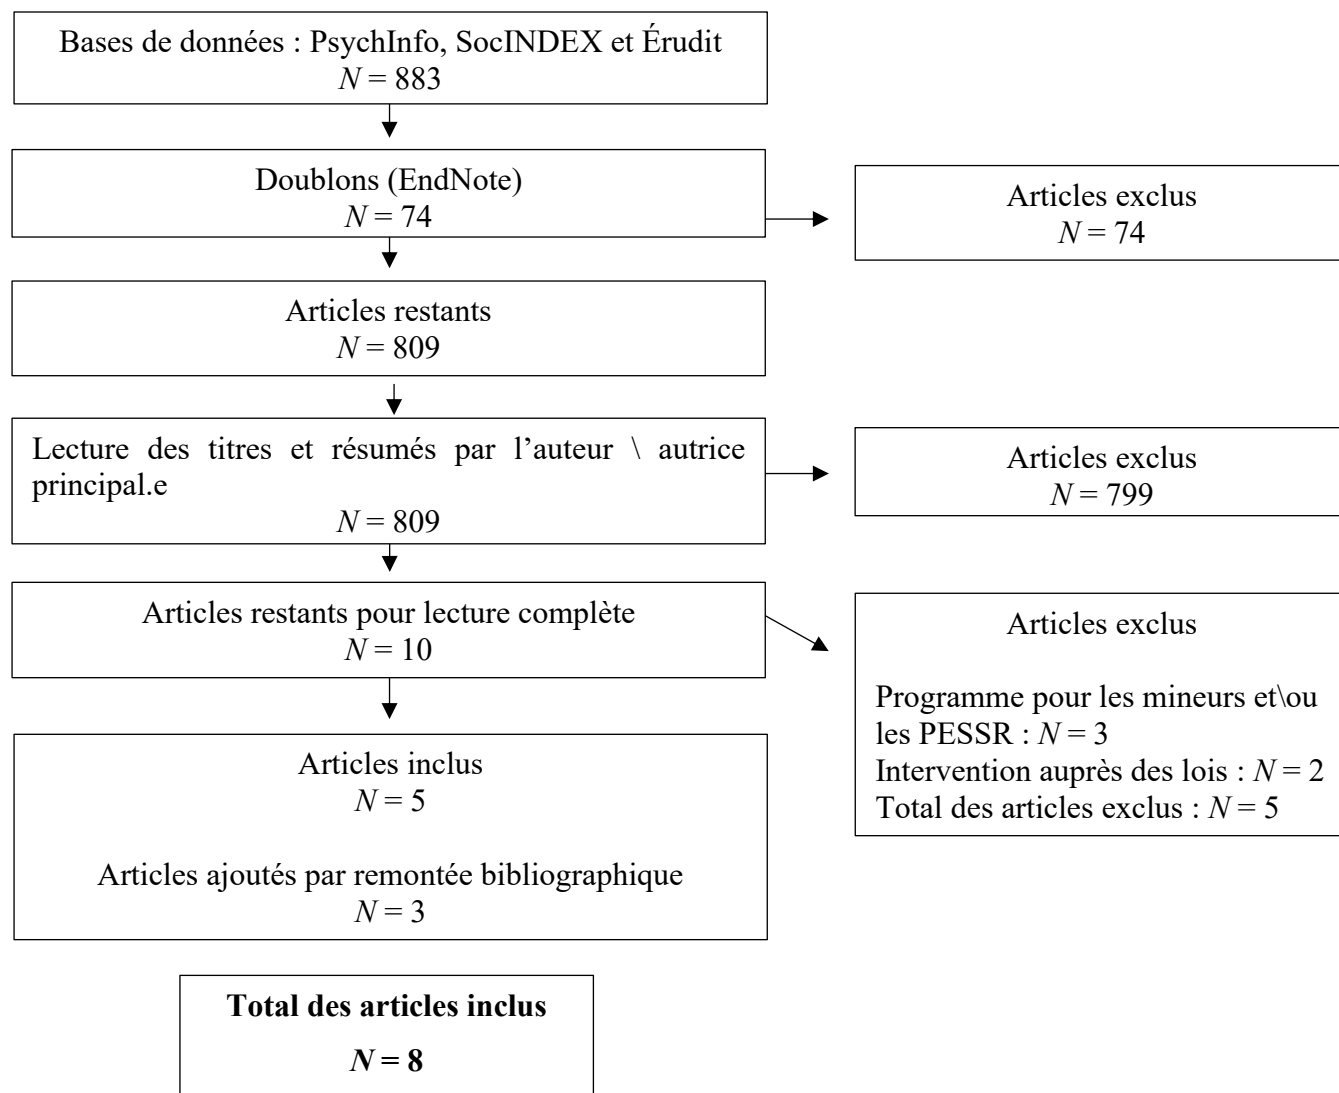 Bases de données : PsychInfo, SocINDEX et Érudit
N = 883
Doublons (EndNote)
N = 74
Articles exclus
N = 74
Articles restants
N = 809
Lecture des titres et résumés par l’auteur \ autrice
principal.e
N = 809
Articles exclus
N = 799
Articles restants pour lecture complète
N = 10
Articles exclus
Programme pour les mineurs et\ou
les PESSR : N = 3
Intervention auprès des lois : N = 2
Total des articles exclus : N = 5
Articles inclus
N = 5
Articles ajoutés par remontée bibliographique
N = 3
Total des articles inclus
N = 8